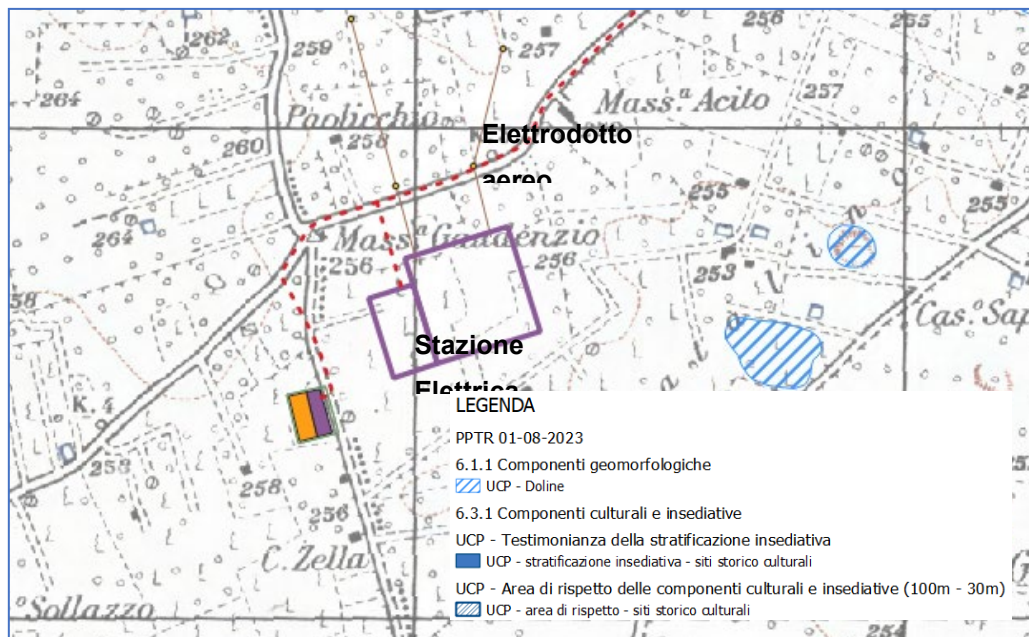 262
259
257
256
255
264
257
Paolicchio
Mass.ª Acito
258
260
Elettrodotto
aereo
255
255
264
Mass.ª Gaudenzio
256
256
253
58
Cas.º Sap
Stazione
Elettrica
K. 4
253
258
256
C. Zella
º Sollazzo
LEGENDA
PPTR 01-08-2023
6.1.1 Componenti geomorfologiche
UCP - Doline
6.3.1 Componenti culturali e insediative
UCP - Testimonianza della stratificazione insediativa
UCP - stratificazione insediativa - siti storico culturali
UCP - Area di rispetto delle componenti culturali e insediative (100m - 30m)
UCP - area di rispetto - siti storico culturali
254